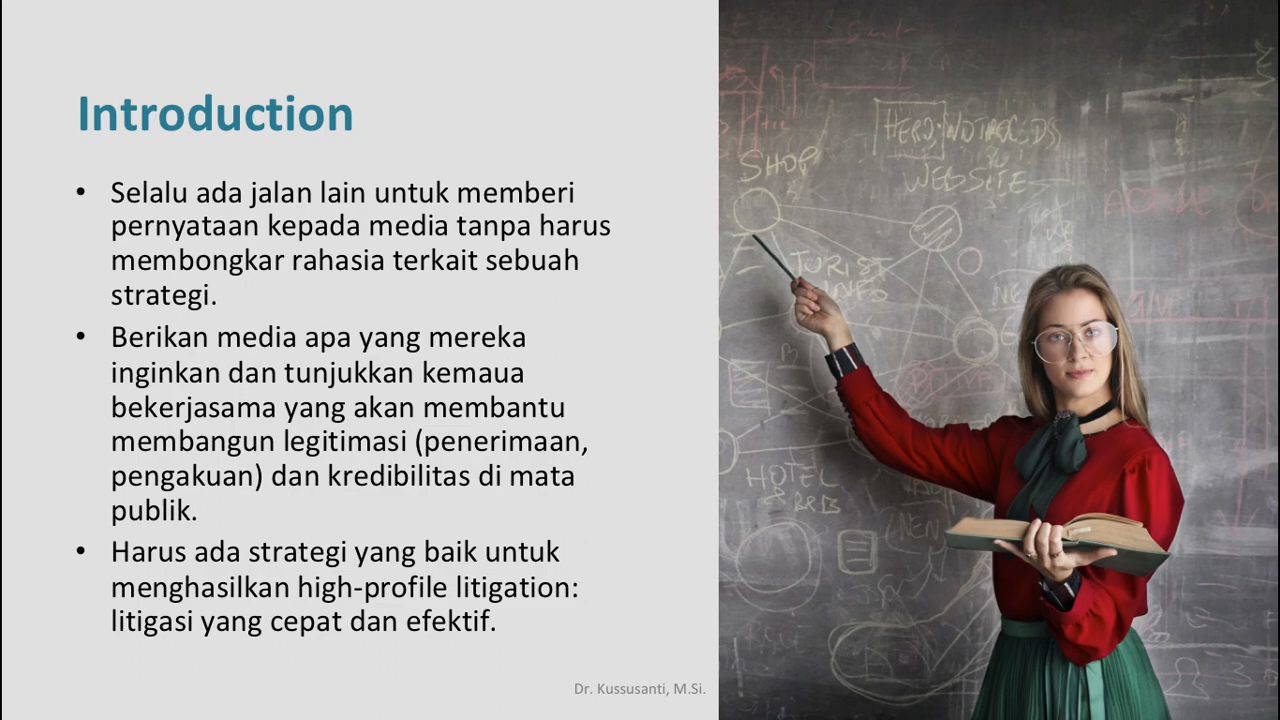 Introduction
• Selalu ada jalan lain untuk memberi
pernyataan kepada media tanpa harus
membongkar rahasia terkait sebuah
strategi.
• Berikan media apa yang mereka
inginkan dan tunjukkan kemaua
bekerjasama yang akan membantu
membangun legitimasi (penerimaan,
pengakuan) dan kredibilitas di mata
publik.
• Harus ada strategi yang baik untuk
menghasilkan high-profile litigation:
litigasi yang cepat dan efektif.
Dr. Kussusanti, M.Si.
SHOP
WEBSITE
HOTEL
& B&B